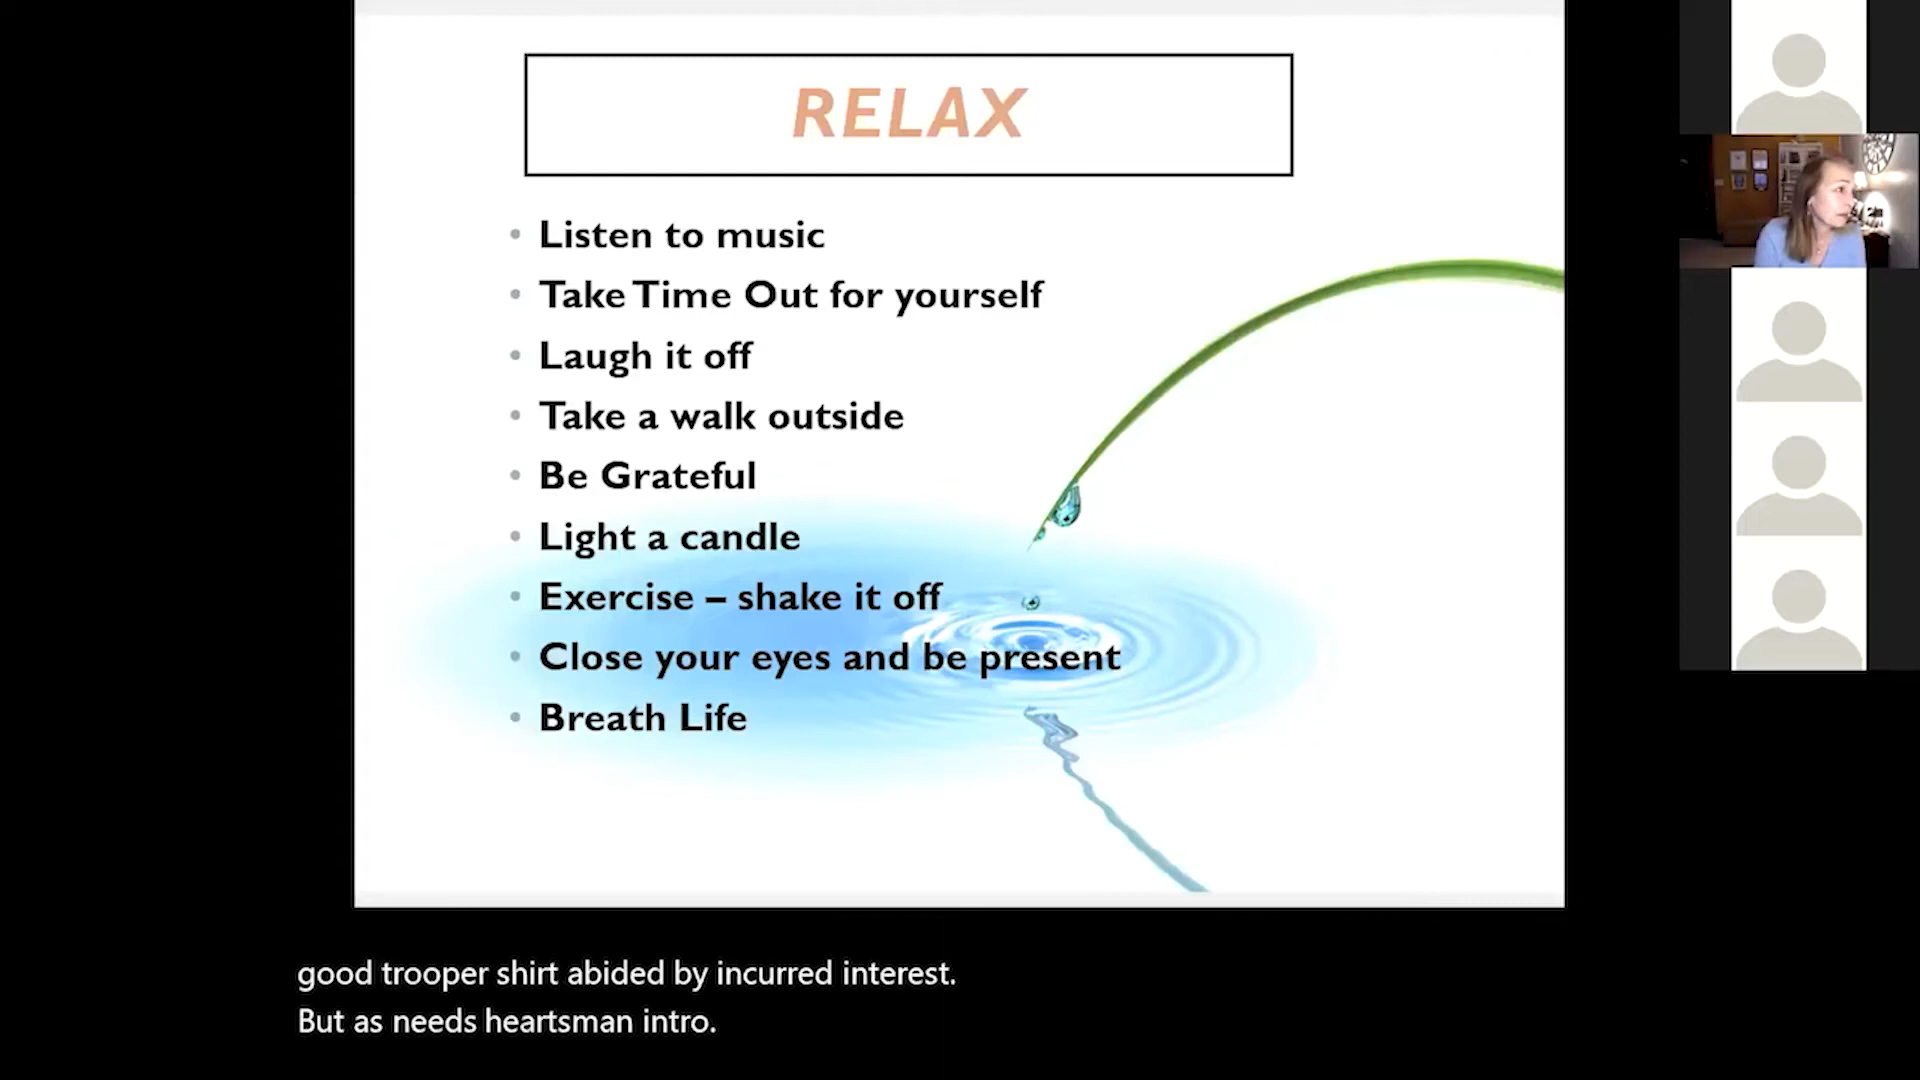 RELAX
• Listen to music
• Take Time Out for yourself
• Laugh it off
• Take a walk outside
• Be Grateful
• Light a candle
• Exercise – shake it off
• Close your eyes and be present
• Breath Life
good trooper shirt abided by incurred interest.
But as needs heartsman intro.